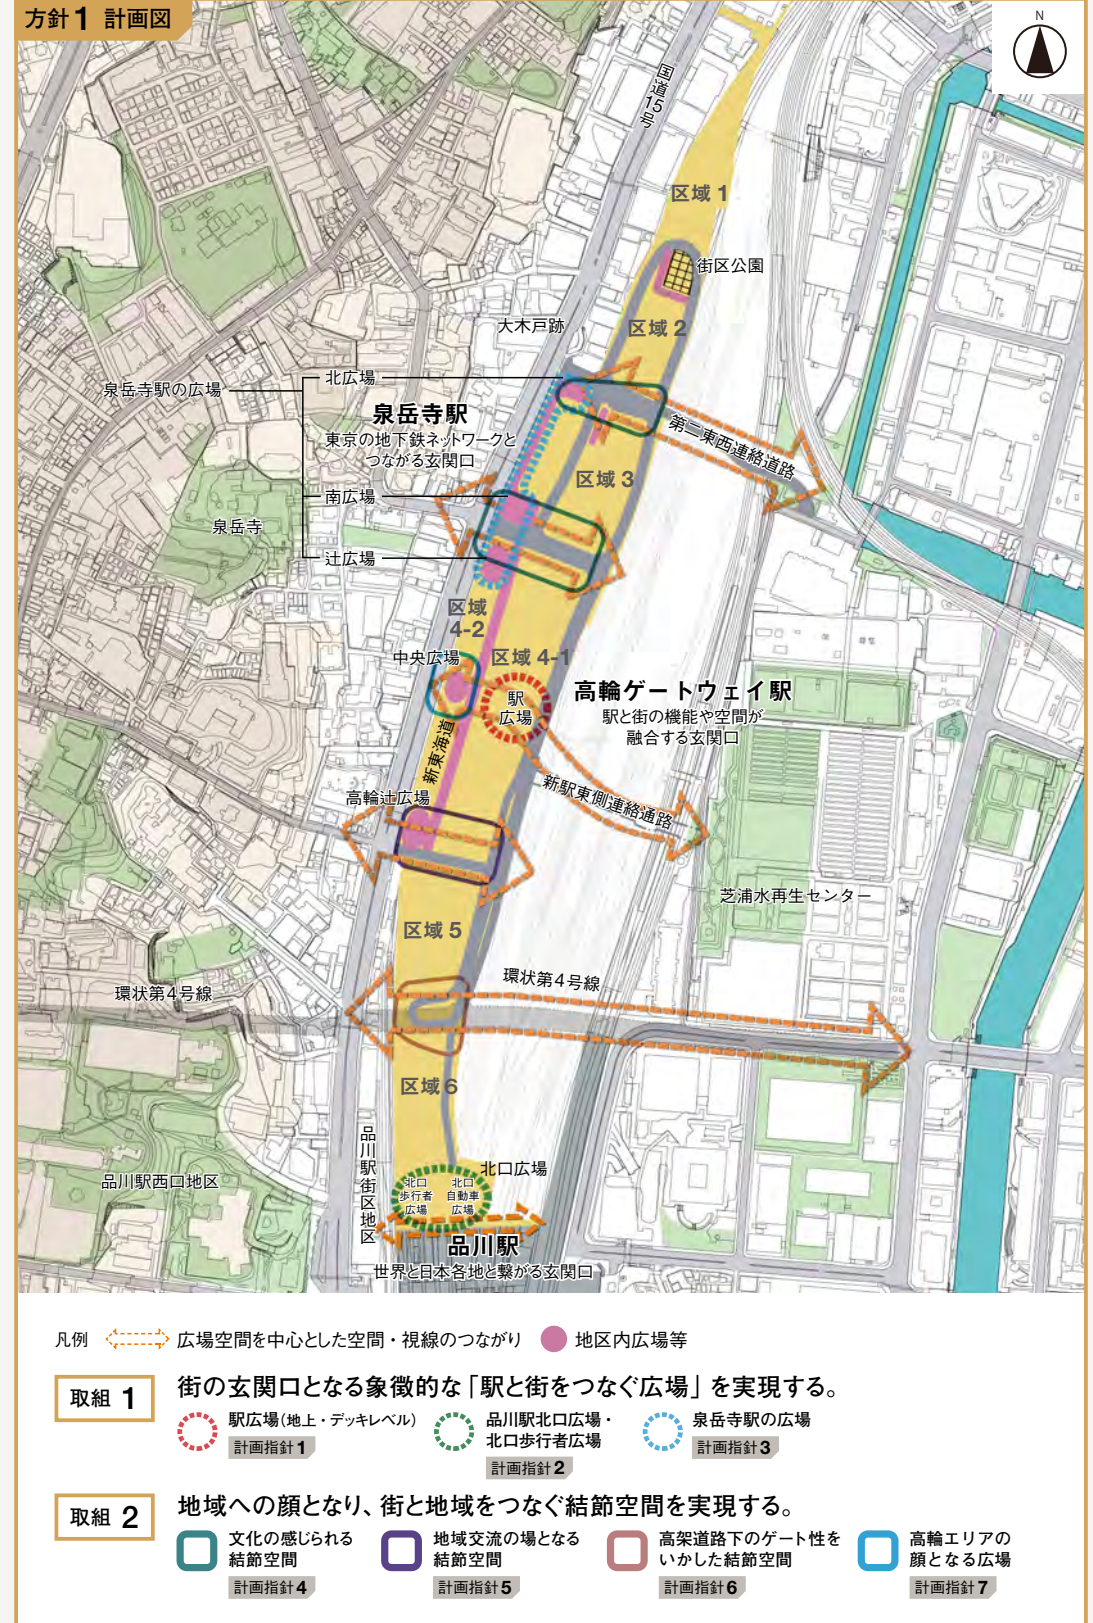 方針1 計画図
N
国道15号
区域1
街区公園
大木戸跡
区域2
泉岳寺駅の広場
北広場
泉岳寺駅
東京の地下鉄ネットワークと
つながる玄関口
第二東西連絡道路
区域3
南広場
泉岳寺
辻広場
区域
4-2
中央広場
区域4-1
駅
広場
高輪ゲートウェイ駅
駅と街の機能や空間が
融合する玄関口
新東海道
新駅東側連絡通路
高輪辻広場
芝浦水再生センター
区域5
環状第4号線
環状第4号線
区域6
品川駅街区地区
品川駅西口地区
北口広場
北口
歩行者
広場
北口
自動車
広場
品川駅
世界と日本各地と繋がる玄関口
凡例 広場空間を中心とした空間・視線のつながり 地区内広場等
取組1 街の玄関口となる象徴的な「駅と街をつなぐ広場」を実現する。
駅広場(地上・デッキレベル)
計画指針1
品川駅北口広場・
北口歩行者広場
計画指針2
泉岳寺駅の広場
計画指針3
取組2 地域への顔となり、街と地域をつなぐ結節空間を実現する。
文化の感じられる
結節空間
計画指針4
地域交流の場となる
結節空間
計画指針5
高架道路下のゲート性を
いかした結節空間
計画指針6
高輪エリアの
顔となる広場
計画指針7